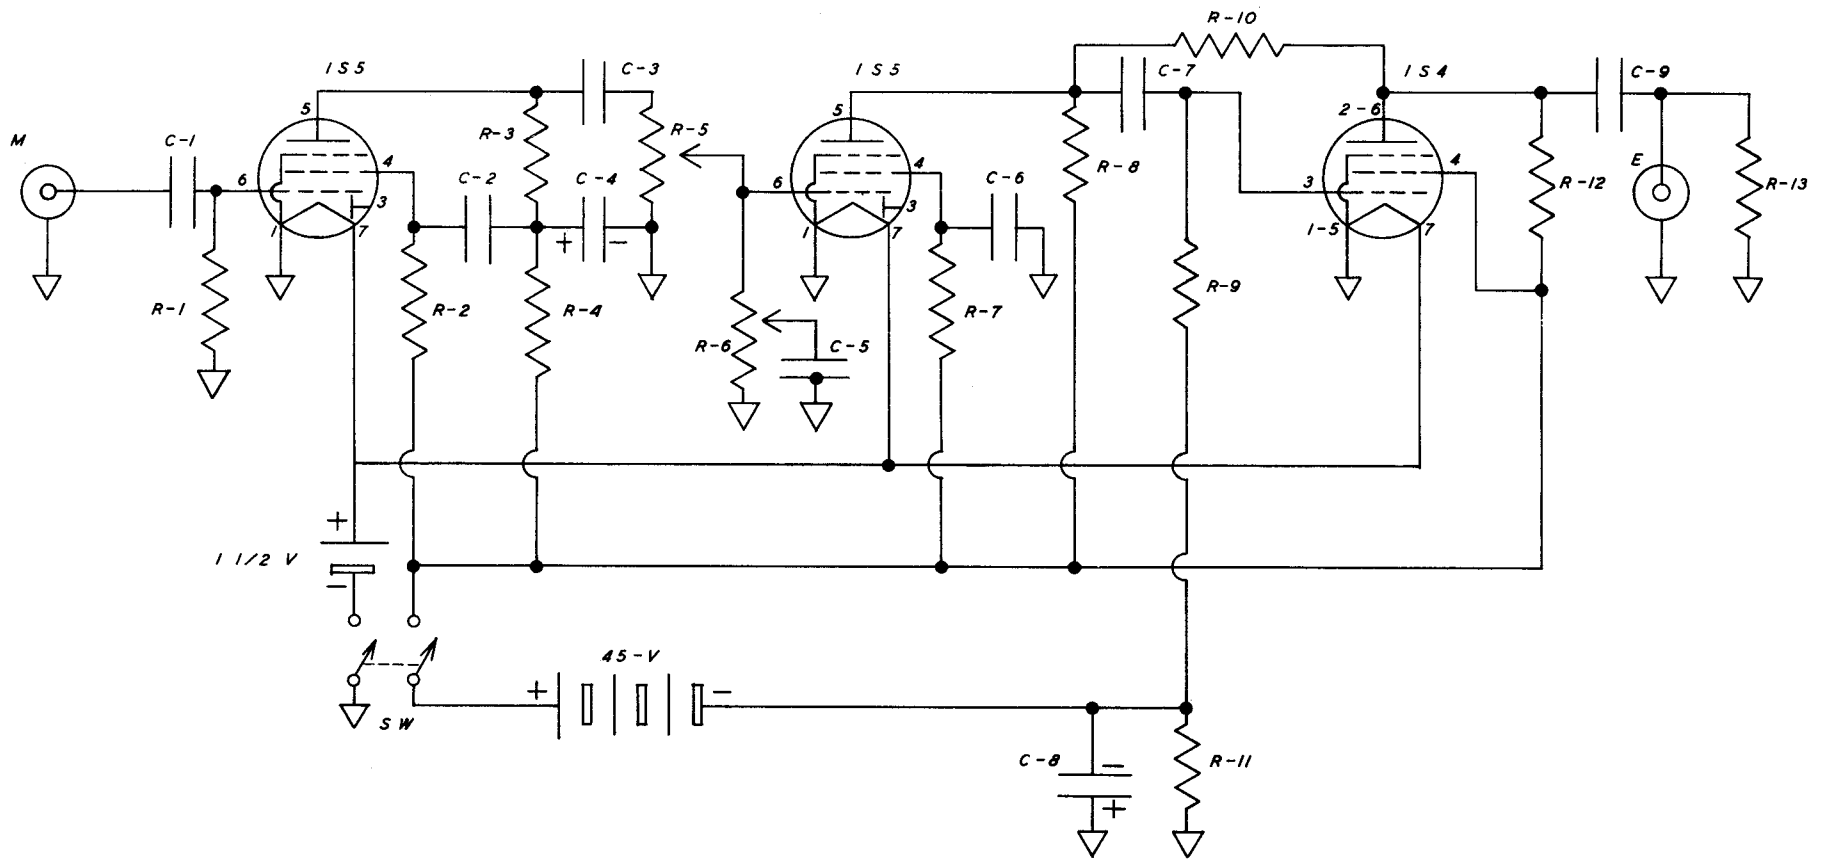 R-10
1S5
C-3
1S5
C-7
1S4
C-9
5
5
2-6
M
C-1
R-3
R-5
4
4
R-8
4
E
6
C-2
C-4
6
C-6
3
R-12
R-13
3
3
1
7
+
-
1
7
1-5
7
R-1
R-2
R-4
R-7
R-9
R-6
C-5
+
1 1/2 V
-
45-V
+
-
SW
C-8
-
R-11
+